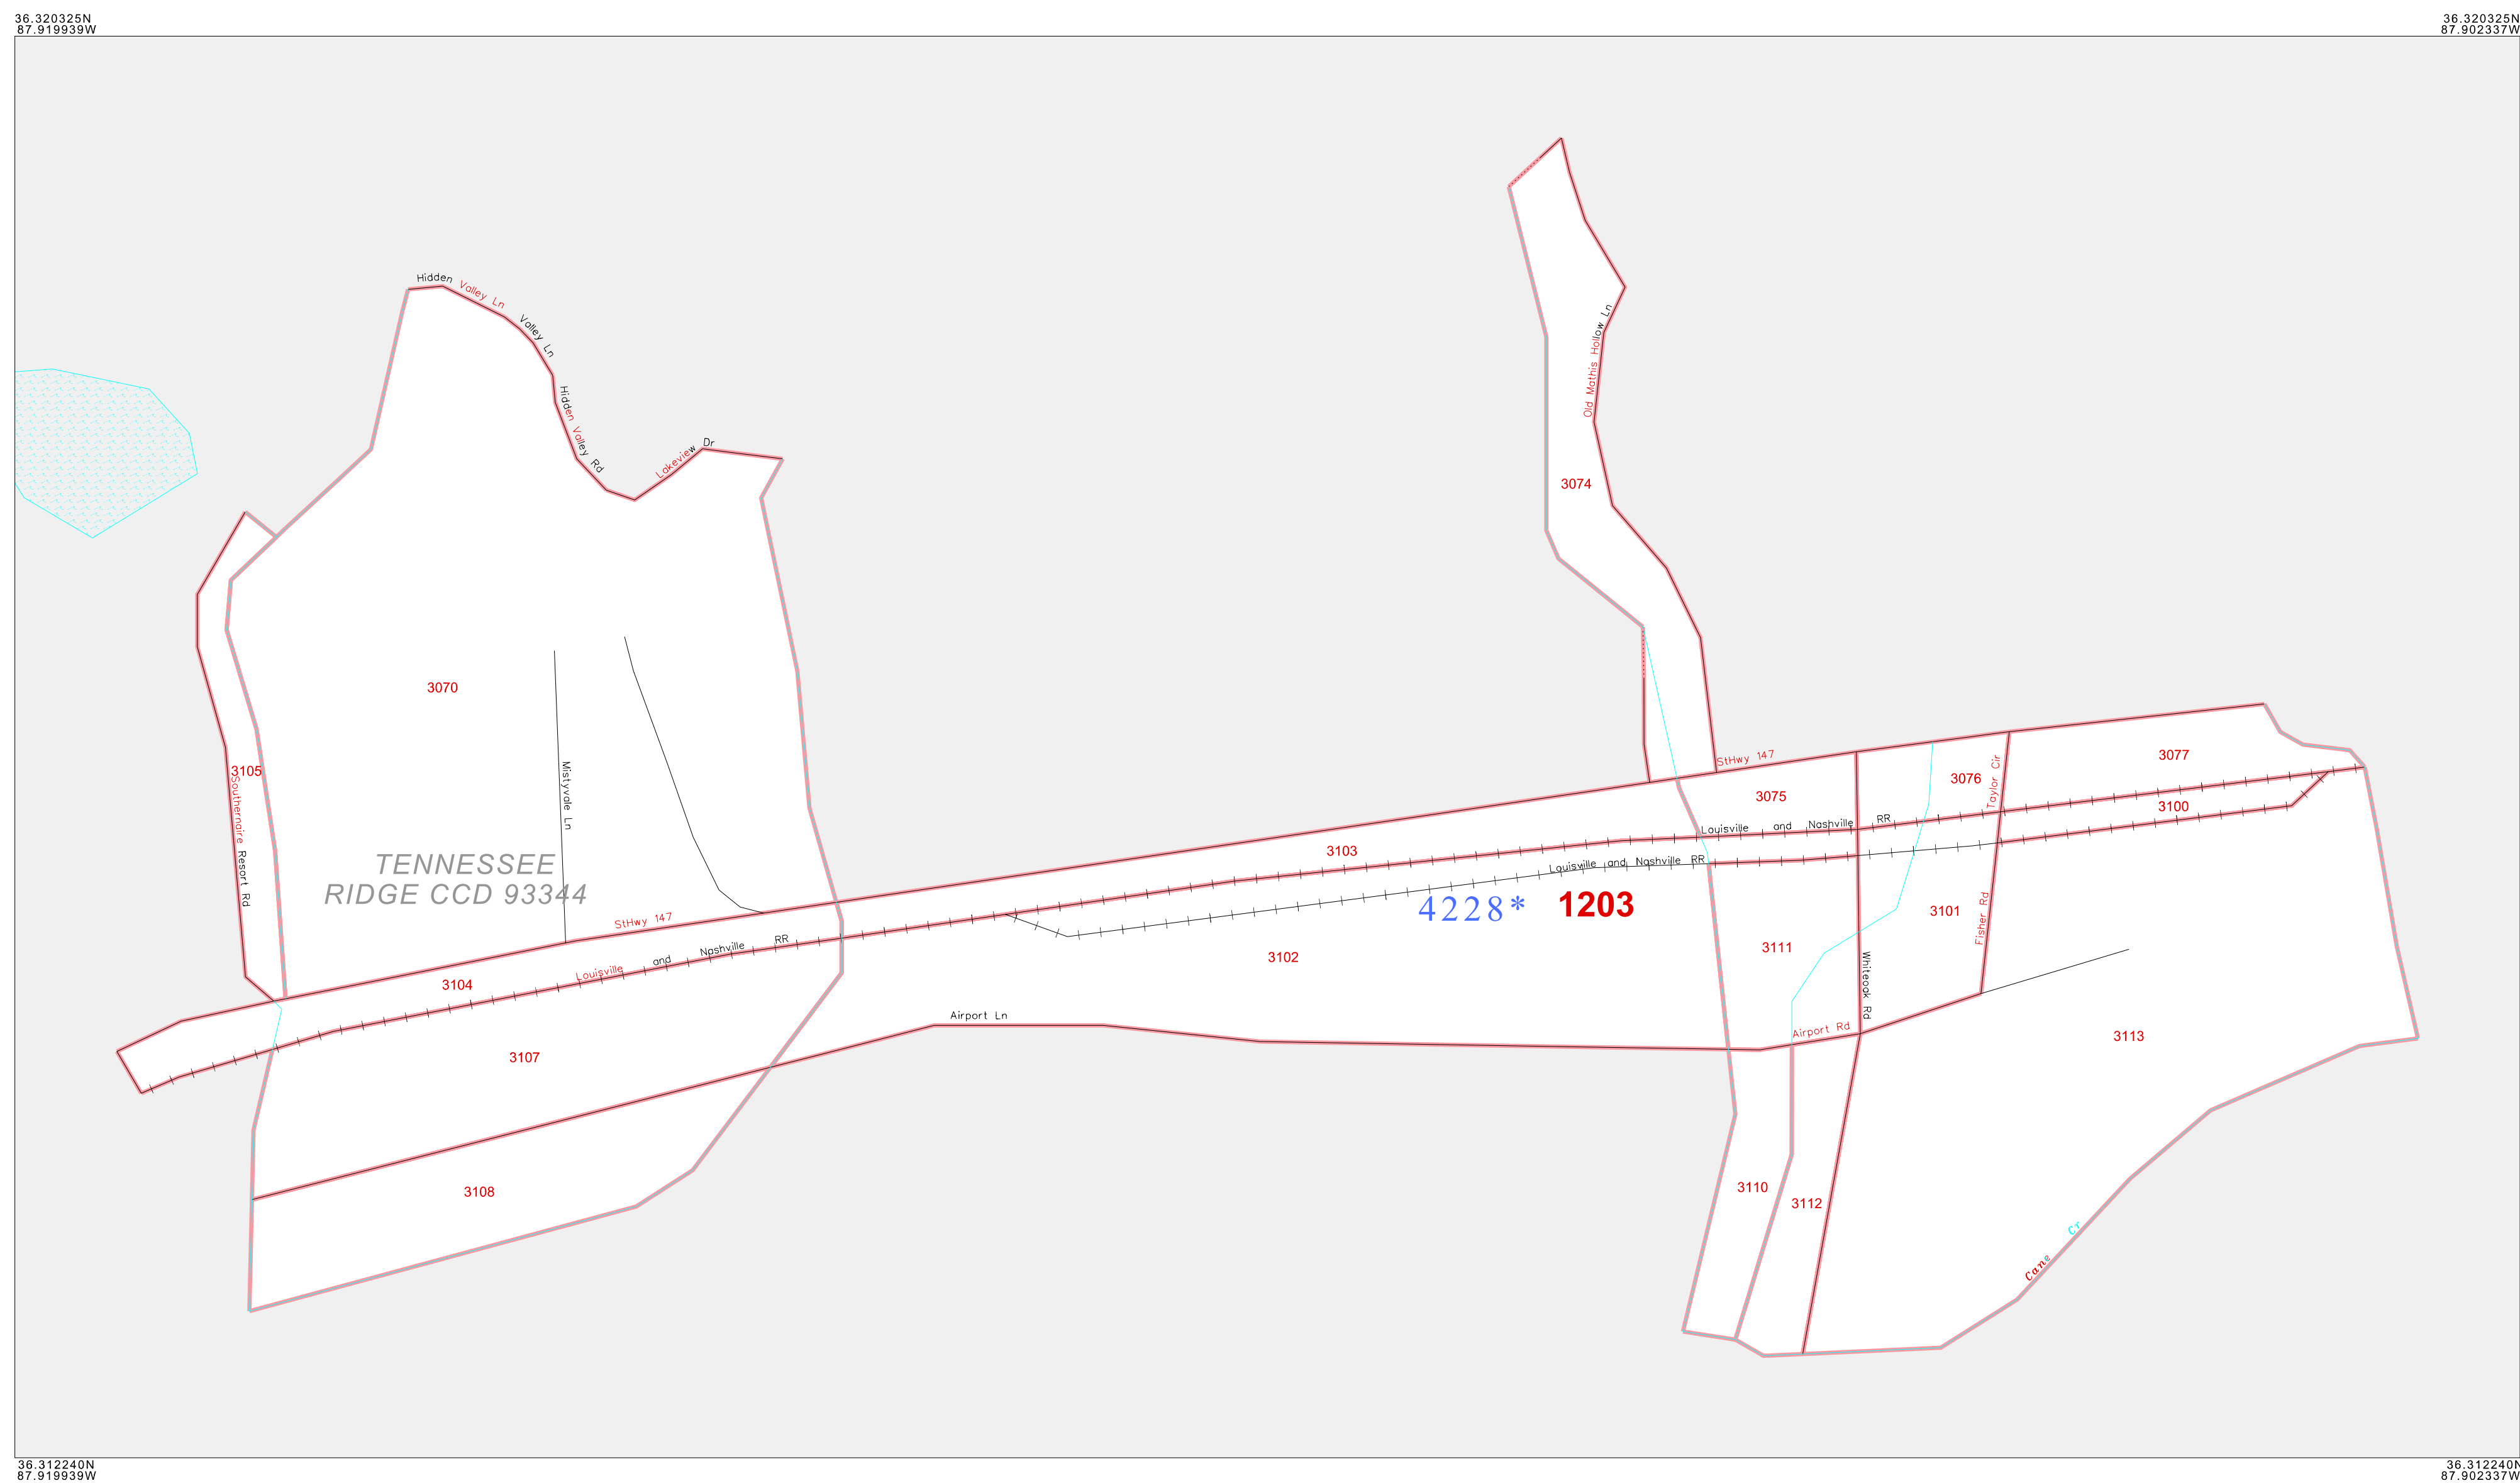 36.320325N
87.919939W
36.320325N
87.902337W
Hidden Valley Ln
Valley Ln
Hidden Valley Rd
Lakeview Dr
Old Mathis Hollow Ln
3074
3070
3105
Southernaire Resort Rd
Mistyvale Ln
TENNESSEE
RIDGE CCD 93344
StHwy 147
StHwy 147
3075
3076
Taylor Cir
3077
3100
Louisville and Nashville RR
3103
Louisville and Nashville RR
4228*
1203
3101
Fisher Rd
3111
3102
Louisville and Nashville RR
3104
Whiteoak Rd
Airport Ln
Airport Rd
3107
3113
3108
3110
3112
Cane Cr
36.312240N
87.919939W
36.312240N
87.902337W